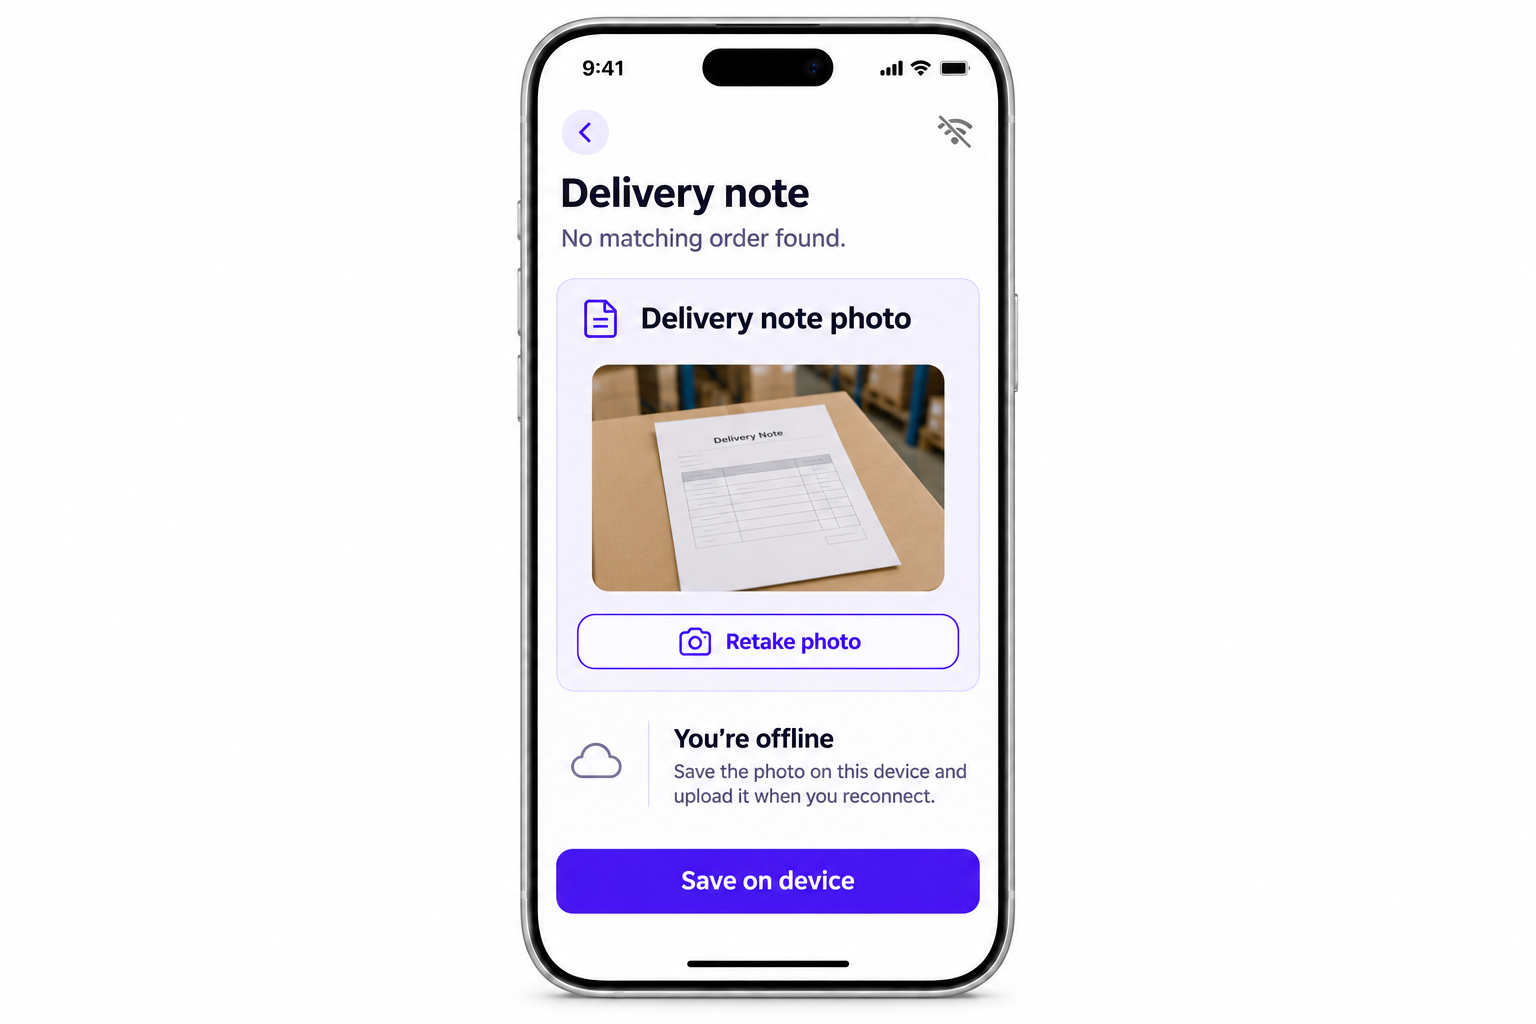 9:41
Delivery note
No matching order found.
Delivery note photo
Delivery Note
Retake photo
You’re offline
Save the photo on this device and
upload it when you reconnect.
Save on device